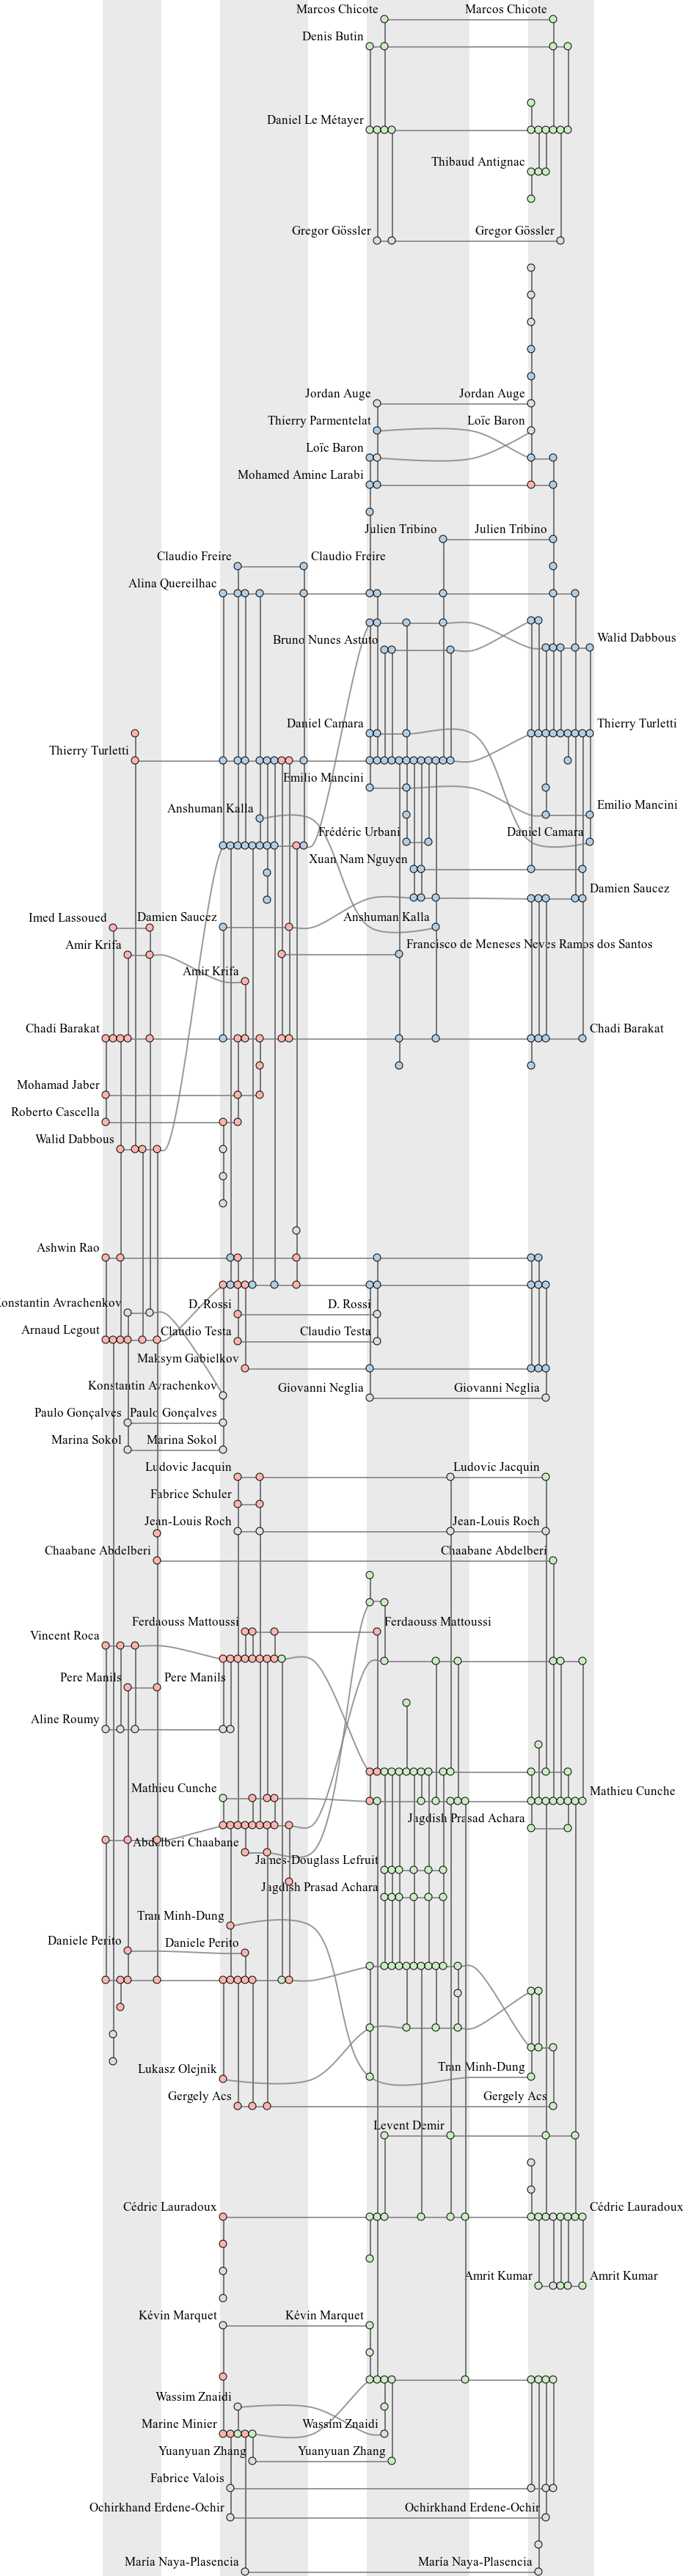 Marcos Chicote Marcos Chicote
Denis Butin
Daniel Le Métayer
Thibaud Antignac
Gregor Gössler Gregor Gössler
Jordan Auge Jordan Auge
Thierry Parmentelat Loïc Baron
Loïc Baron
Mohamed Amine Larabi
Julien Tribino Julien Tribino
Claudio Freire Claudio Freire
Alina Quereilhac
Bruno Nunes Astuto Walid Dabbous
Daniel Camara Thierry Turletti
Thierry Turletti
Emilio Mancini
Emilio Mancini
Anshuman Kalla
Frédéric Urbani Daniel Camara
Xuan Nam Nguyen
Damien Saucez
Imed Lassoued Damien Saucez Anshuman Kalla
Amir Krifa Francisco de Meneses Neves Ramos dos Santos
Amir Krifa
Chadi Barakat Chadi Barakat
Mohamad Jaber
Roberto Cascella
Walid Dabbous
Ashwin Rao
Konstantin Avrachenkov D. Rossi D. Rossi
Arnaud Legout Claudio Testa Claudio Testa
Maksym Gabielkov
Konstantin Avrachenkov Giovanni Neglia Giovanni Neglia
Paulo Gonçalves Paulo Gonçalves
Marina Sokol Marina Sokol
Ludovic Jacquin Ludovic Jacquin
Fabrice Schuler
Jean-Louis Roch Jean-Louis Roch
Chaabane Abdelberi Chaabane Abdelberi
Ferdaouss Mattoussi Ferdaouss Mattoussi
Vincent Roca
Pere Manils Pere Manils
Aline Roumy
Mathieu Cunche Mathieu Cunche
Jagdish Prasad Achara
Abdelberi Chaabane
James-Douglass Lefruit
Jagdish Prasad Achara
Tran Minh-Dung
Daniele Perito Daniele Perito
Lukasz Olejnik Tran Minh-Dung
Gergely Acs Gergely Acs
Levent Demir
Cédric Lauradoux Cédric Lauradoux
Amrit Kumar Amrit Kumar
Kévin Marquet Kévin Marquet
Wassim Znaidi
Marine Minier Wassim Znaidi
Yuanyuan Zhang Yuanyuan Zhang
Fabrice Valois
Ochirkhand Erdene-Ochir Ochirkhand Erdene-Ochir
María Naya-Plasencia María Naya-Plasencia